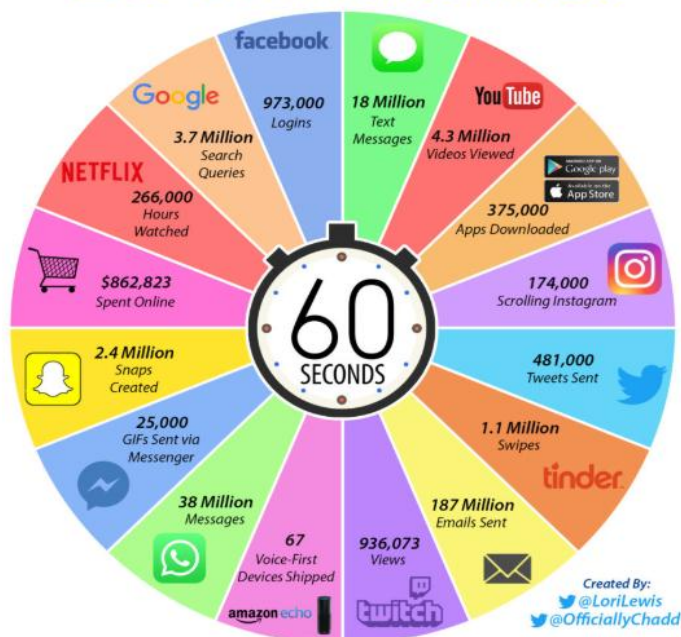 facebook
973,000
Logins
18 Million
Text
Messages
YouTube
4.3 Million
Videos Viewed
Google play
App Store
375,000
Apps Downloaded
174,000
Scrolling Instagram
481,000
Tweets Sent
1.1 Million
Swipes
tinder
187 Million
Emails Sent
936,073
Views
twitch
67
Voice-First
Devices Shipped
amazon echo
38 Million
Messages
25,000
GIFs Sent via
Messenger
2.4 Million
Snaps
Created
$862,823
Spent Online
NETFLIX
266,000
Hours
Watched
Google
3.7 Million
Search
Queries
60
SECONDS
Created By:
@LoriLewis
@OfficiallyChadd